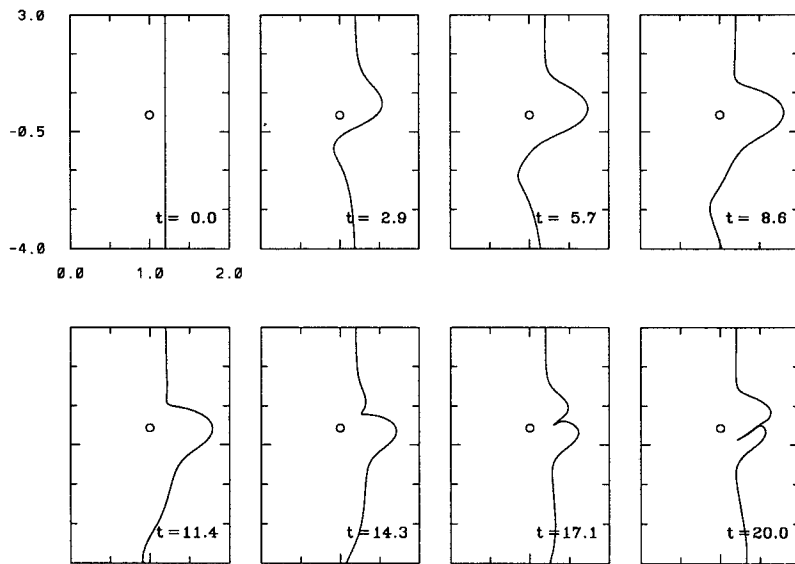 3.0
-0.5
-4.0
t= 0.0
t= 2.9
t= 5.7
t= 8.6
0.0 1.0 2.0
t=11.4
t=14.3
t=17.1
t=20.0